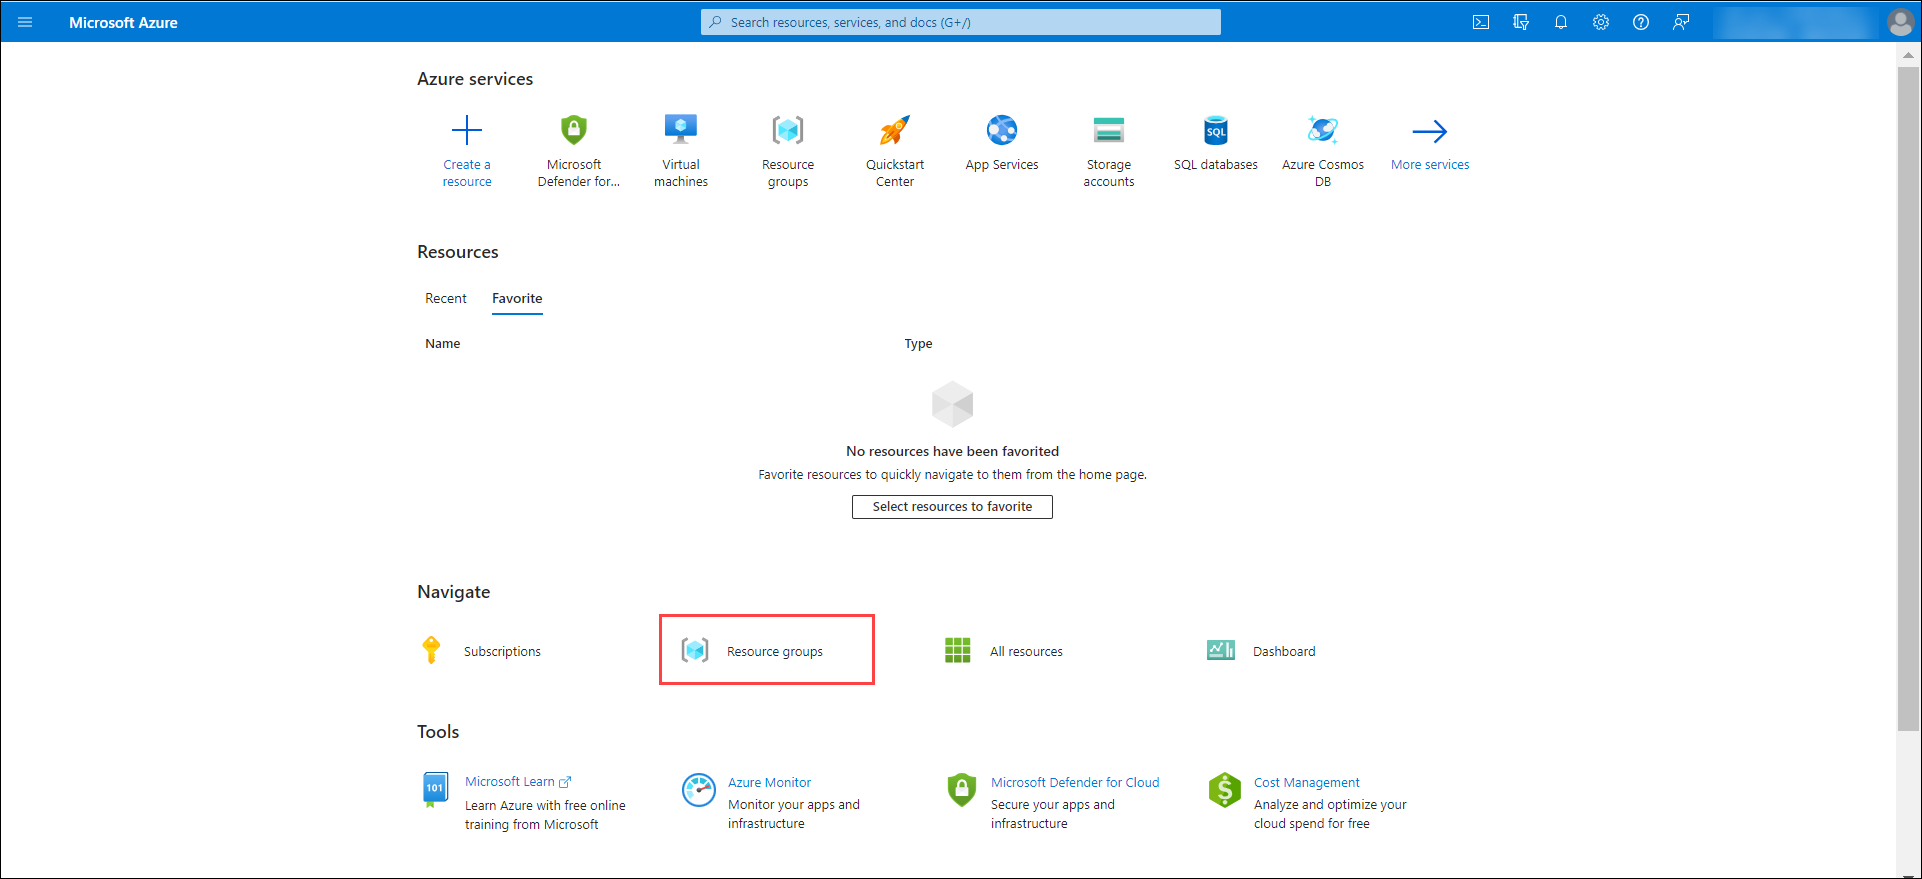 Microsoft Azure
Search resources, services, and docs (G+/)
Azure services
Create a
resource
Microsoft
Defender for...
Virtual
machines
Resource
groups
Quickstart
Center
App Services
Storage
accounts
SQL
SQL databases
Azure Cosmos
DB
More services
Resources
Recent
Favorite
Name
Type
No resources have been favorited
Favorite resources to quickly navigate to them from the home page.
Select resources to favorite
Navigate
Subscriptions
Resource groups
All resources
Dashboard
Tools
101
Microsoft Learn
Learn Azure with free online
training from Microsoft
Azure Monitor
Monitor your apps and
infrastructure
Microsoft Defender for Cloud
Secure your apps and
infrastructure
$
Cost Management
Analyze and optimize your
cloud spend for free